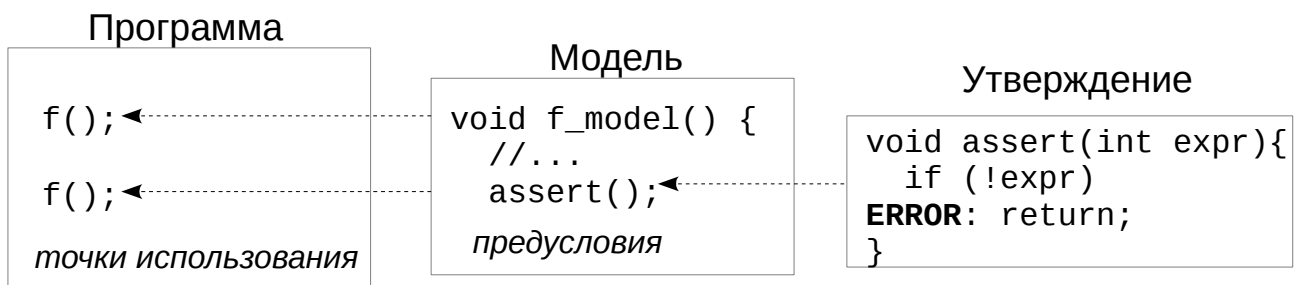 Программа
f();
f();
точки использования
Модель
void f_model() {
//...
assert();
предусловия
Утверждение
void assert(int expr){
if (!expr)
ERROR: return;
}